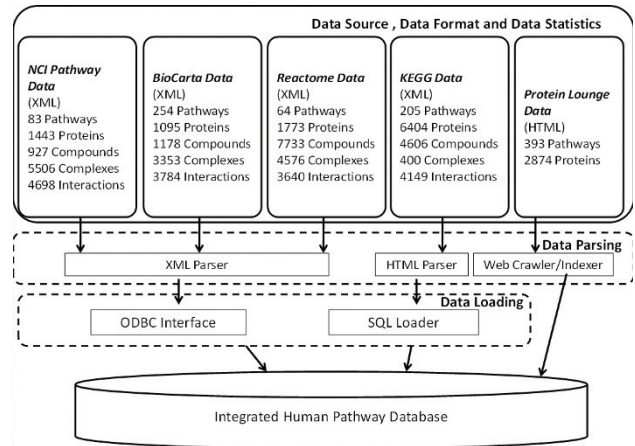 Data Source , Data Format and Data Statistics
NCI Pathway
Data
(XML)
83 Pathways
1443 Proteins
927 Compounds
5506 Complexes
4698 Interactions
BioCarta Data
(XML)
254 Pathways
1095 Proteins
1178 Compounds
3353 Complexes
3784 Interactions
Reactome Data
(XML)
64 Pathways
1773 Proteins
7733 Compounds
4576 Complexes
3640 Interactions
KEGG Data
(XML)
205 Pathways
6404 Proteins
4606 Compounds
400 Complexes
4149 Interactions
Protein Lounge
Data
(HTML)
393 Pathways
2874 Proteins
Data Parsing
XML Parser
HTML Parser
Web Crawler/Indexer
Data Loading
ODBC Interface
SQL Loader
Integrated Human Pathway Database